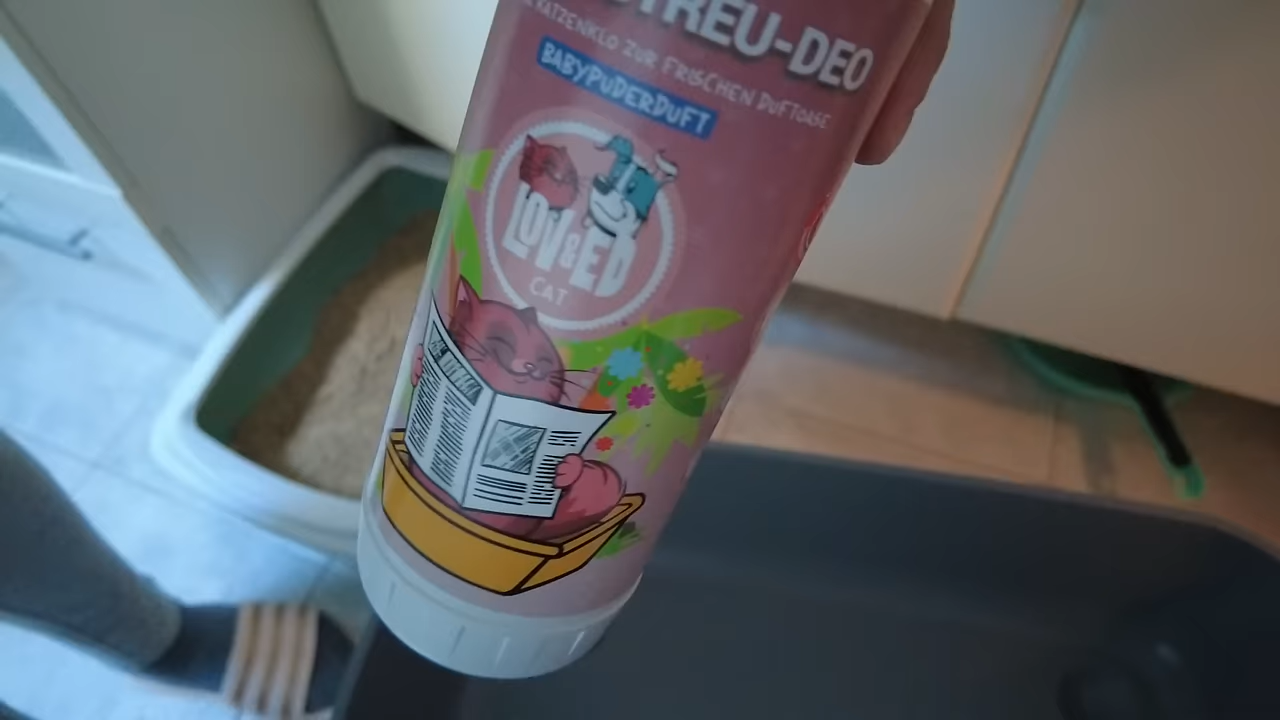 TREU-DEO
KATZENKLO ZUR FRISCHEN DUFTOASE
BABYPUDERDUFT
LOV&ED
CAT